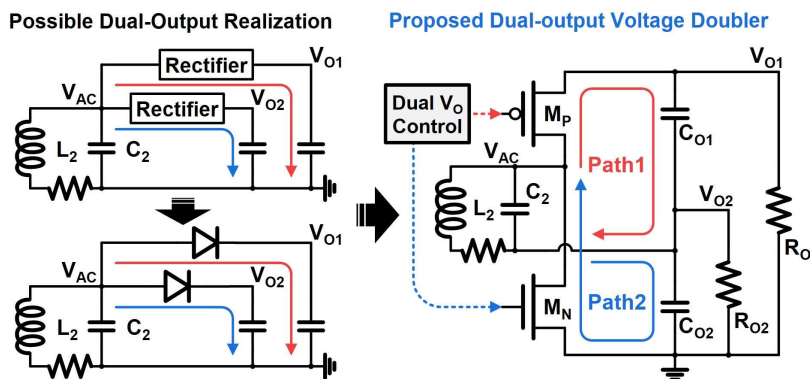 Possible Dual-Output Realization
Rectifier
V_O1
V_AC
Rectifier
V_O2
L_2
C_2
V_O1
V_AC
V_O2
L_2
C_2
Proposed Dual-output Voltage Doubler
V_O1
Dual V_O
Control
M_P
C_O1
V_AC
Path1
L_2
C_2
V_O2
R_O
M_N
Path2
C_O2
R_O2